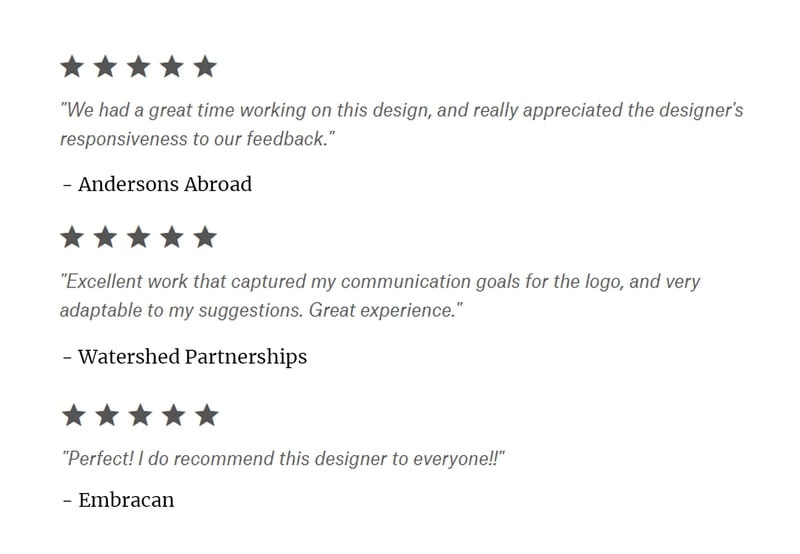 "We had a great time working on this design, and really appreciated the designer's
responsiveness to our feedback."
- Andersons Abroad
"Excellent work that captured my communication goals for the logo, and very
adaptable to my suggestions. Great experience."
- Watershed Partnerships
"Perfect! I do recommend this designer to everyone!!"
- Embracan